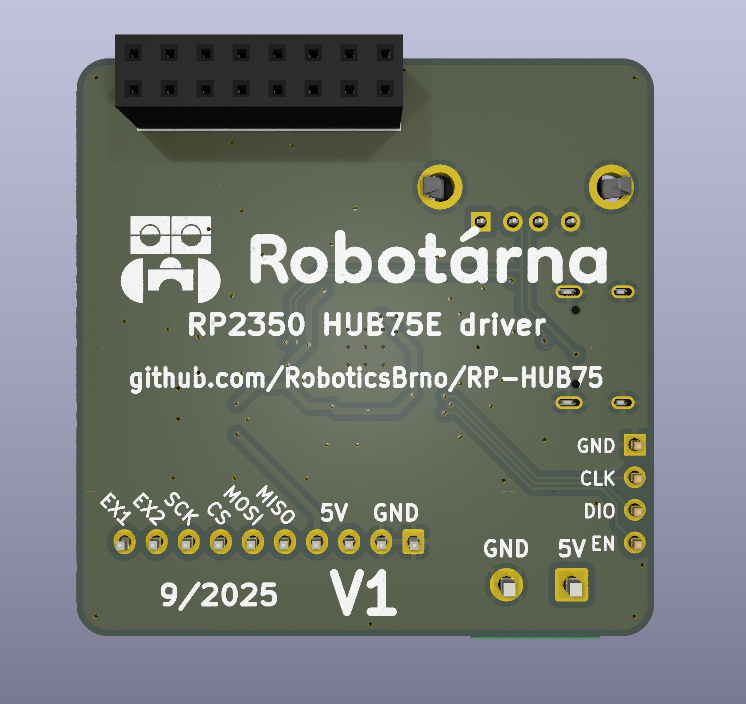 Robotárna
RP2350 HUB75E driver
github.com/RoboticsBrno/RP-HUB75
GND
CLK
DIO
EN
EX1 EX2 SCK CS MOSI MISO 5V GND
GND 5V
9/2025 V1